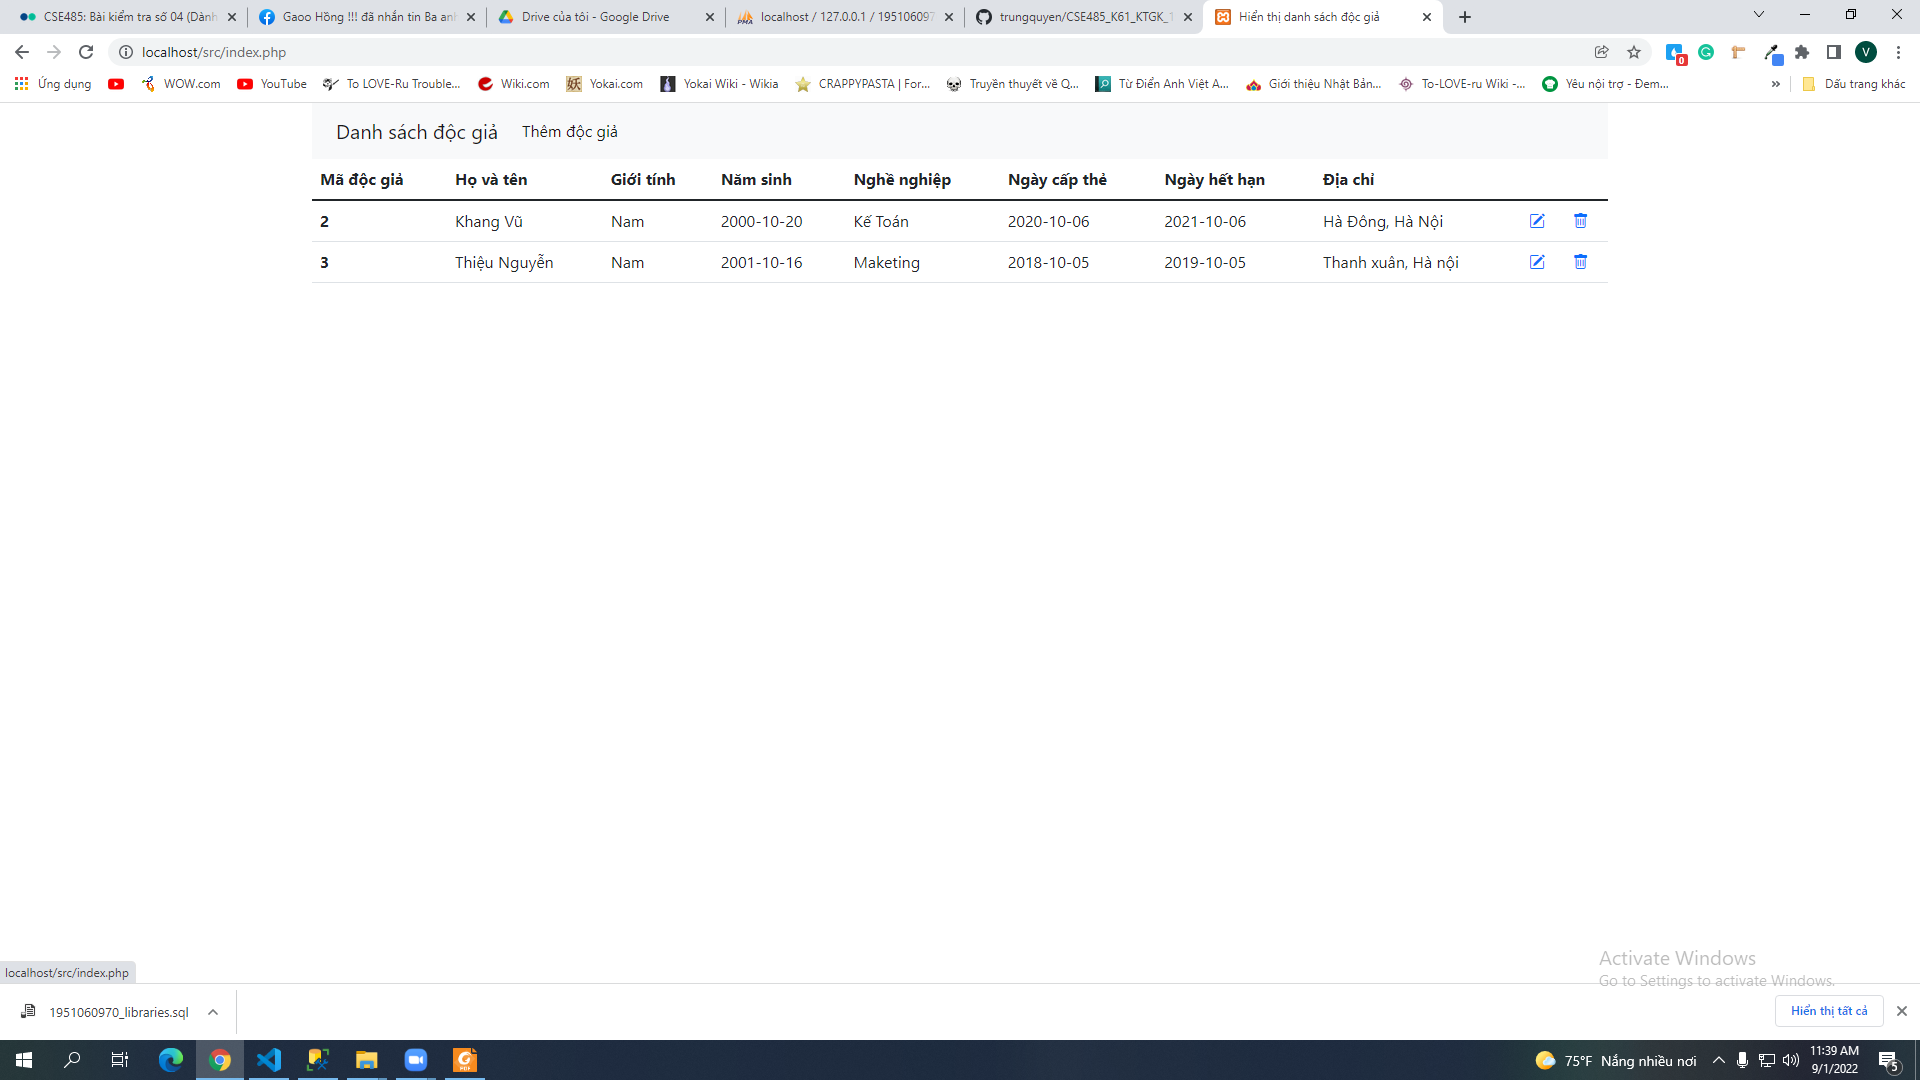 CSE485: Bài kiểm tra số 04 (Dành
Gaoo Hồng !!! đã nhắn tin Ba anh
Drive của tôi - Google Drive
localhost / 127.0.0.1 / 195106097
trungquyen/CSE485_K61_KTGK_1
Hiển thị danh sách độc giả
localhost/src/index.php
0
V
Ứng dụng
WOW.com
YouTube
To LOVE-Ru Trouble...
Wiki.com
Yokai.com
Yokai Wiki - Wikia
CRAPPYPASTA | For...
Truyền thuyết về Q...
Từ Điển Anh Việt A...
Giới thiệu Nhật Bản...
To-LOVE-ru Wiki -...
Yêu nội trợ - Đem...
»
Dấu trang khác
Danh sách độc giả Thêm độc giả
Mã độc giả Họ và tên Giới tính Năm sinh Nghề nghiệp Ngày cấp thẻ Ngày hết hạn Địa chỉ
2 Khang Vũ Nam 2000-10-20 Kế Toán 2020-10-06 2021-10-06 Hà Đông, Hà Nội
3 Thiệu Nguyễn Nam 2001-10-16 Maketing 2018-10-05 2019-10-05 Thanh xuân, Hà nội
Activate Windows
Go to Settings to activate Windows.
localhost/src/index.php
1951060970_libraries.sql
Hiển thị tất cả
75°F Nắng nhiều nơi
11:39 AM
9/1/2022
5